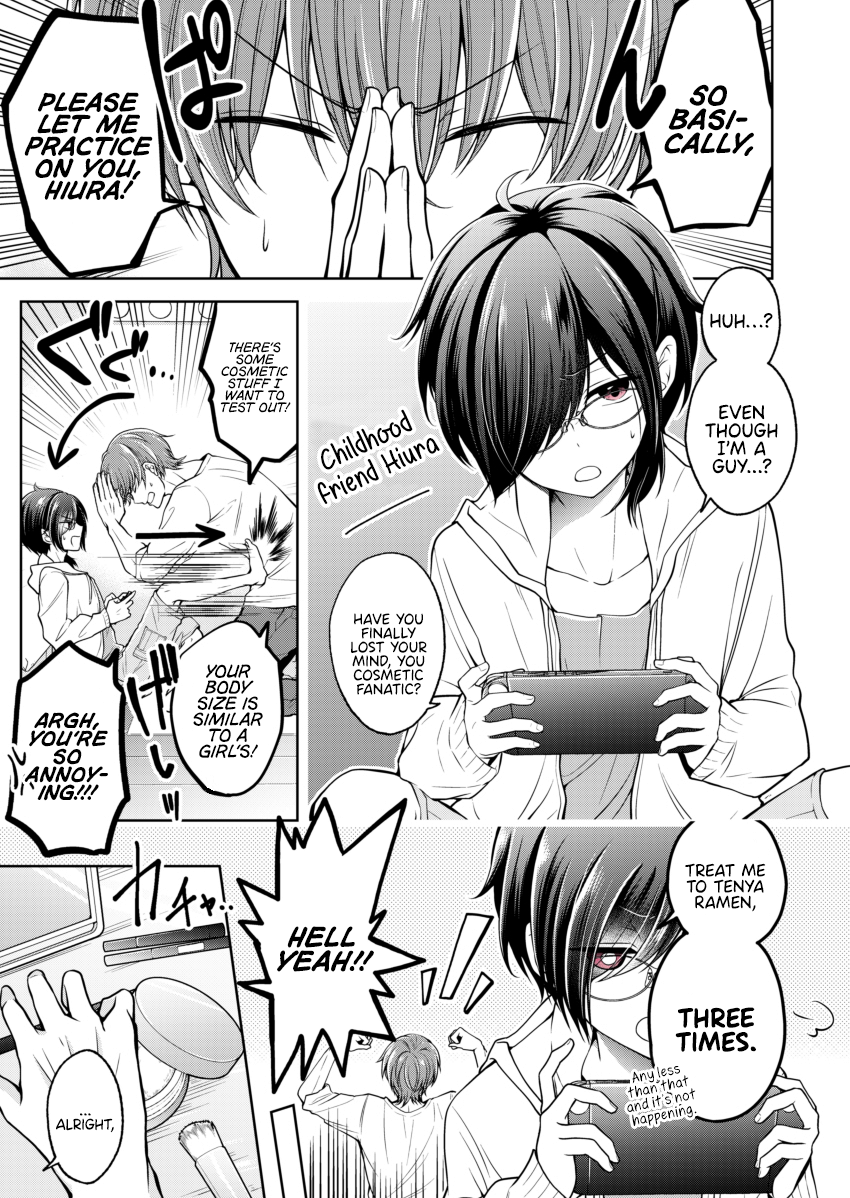 SO
BASI-
CALLY,
ぱん
PLEASE
LET ME
PRACTICE
ON YOU,
HIURA!
HUH...?
EVEN
THOUGH
I'M A
GUY...?
Childhood
friend Hiura
HAVE YOU
FINALLY
LOST YOUR
MIND, YOU
COSMETIC
FANATIC?
THERE'S
SOME
COSMETIC
STUFF I
WANT TO
TEST OUT!
ぐぐ...
YOUR
BODY
SIZE IS
SIMILAR
TO A
GIRL'S!
げしっ
ARGH,
YOU'RE
SO
ANNOY-
ING!!!
TREAT ME
TO TENYA
RAMEN,
THREE
TIMES.
Any less
than that
and it's not
happening.
HELL
YEAH!!
カチャ..
...
ALRIGHT,